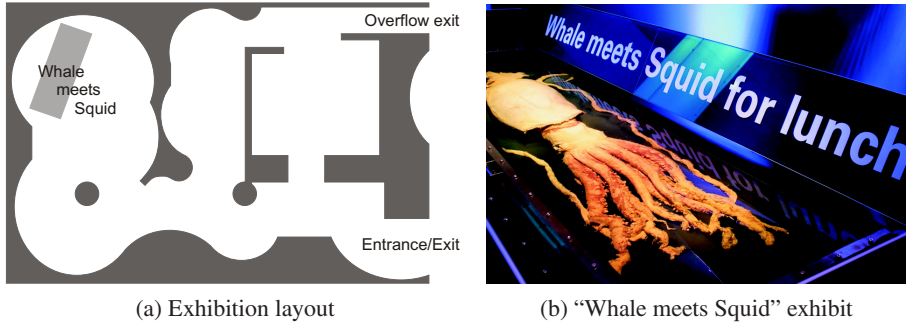 Overflow exit
Whale
meets
Squid
Entrance/Exit
(a) Exhibition layout
Whale meets Squid for lunch
(b) “Whale meets Squid” exhibit